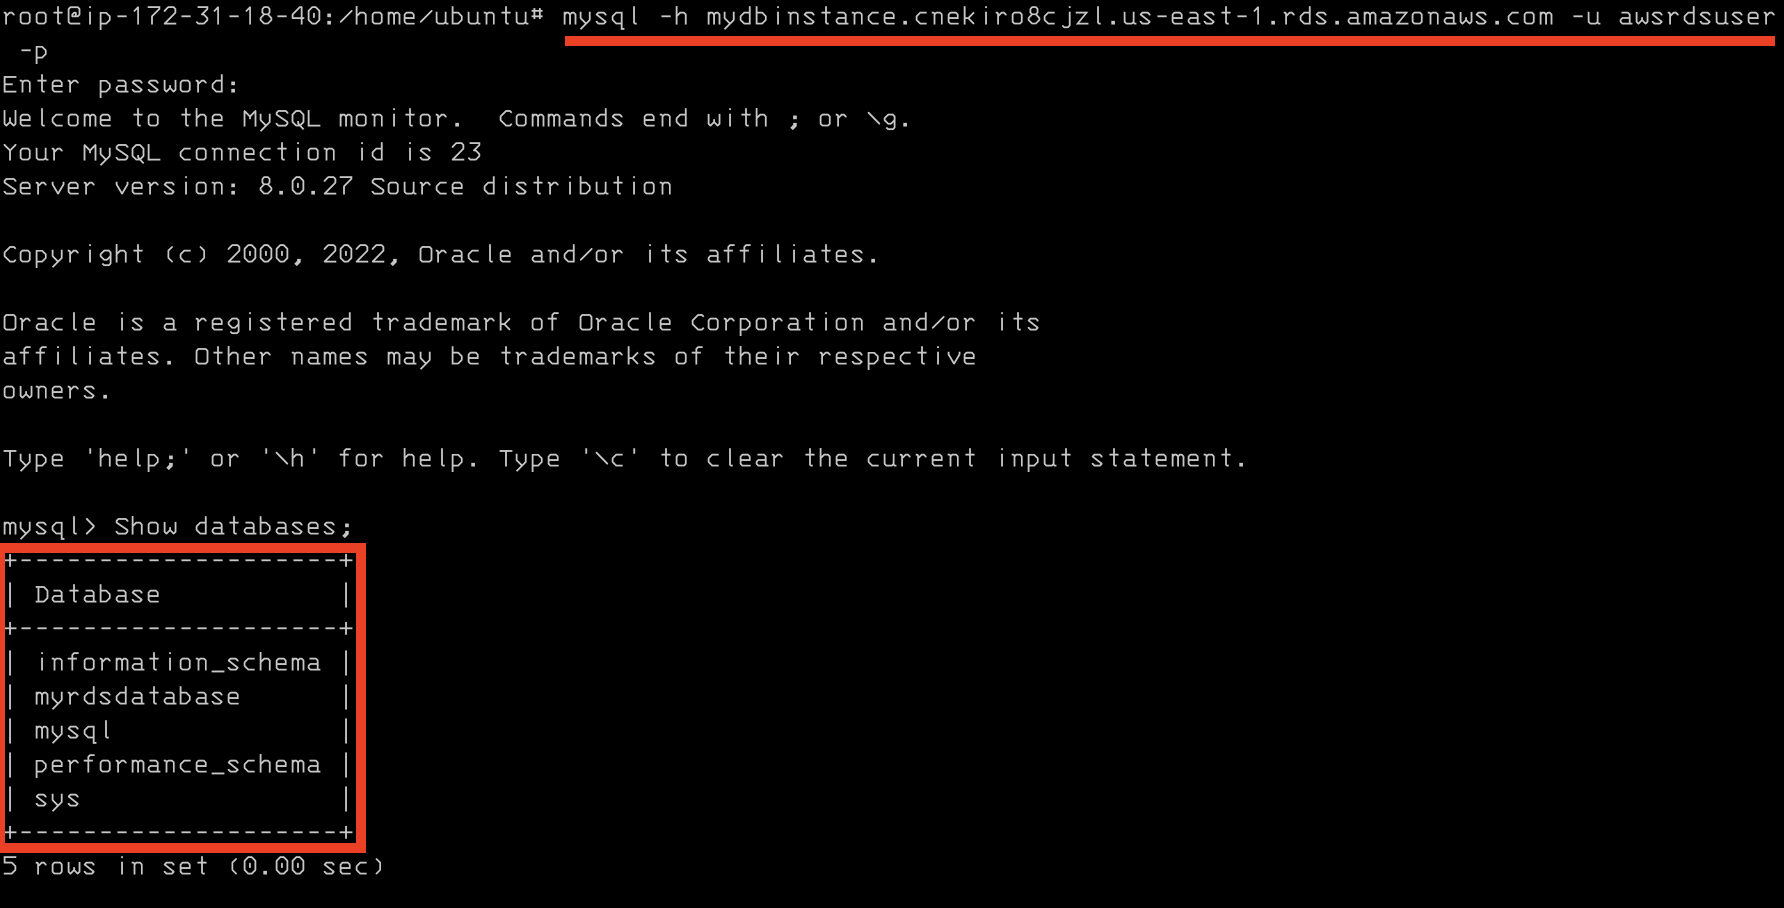 root@ip-172-31-18-40:/home/ubuntu# mysql -h mydbinstance.cnekiro8cjzl.us-east-1.rds.amazonaws.com -u awsrdsuser
 -p
Enter password:
Welcome to the MySQL monitor.  Commands end with ; or \g.
Your MySQL connection id is 23
Server version: 8.0.27 Source distribution

Copyright (c) 2000, 2022, Oracle and/or its affiliates.

Oracle is a registered trademark of Oracle Corporation and/or its
affiliates. Other names may be trademarks of their respective
owners.

Type 'help;' or '\h' for help. Type '\c' to clear the current input statement.

mysql> Show databases;
+--------------------+
| Database           |
+--------------------+
| information_schema |
| myrdsdatabase      |
| mysql              |
| performance_schema |
| sys                |
+--------------------+
5 rows in set (0.00 sec)